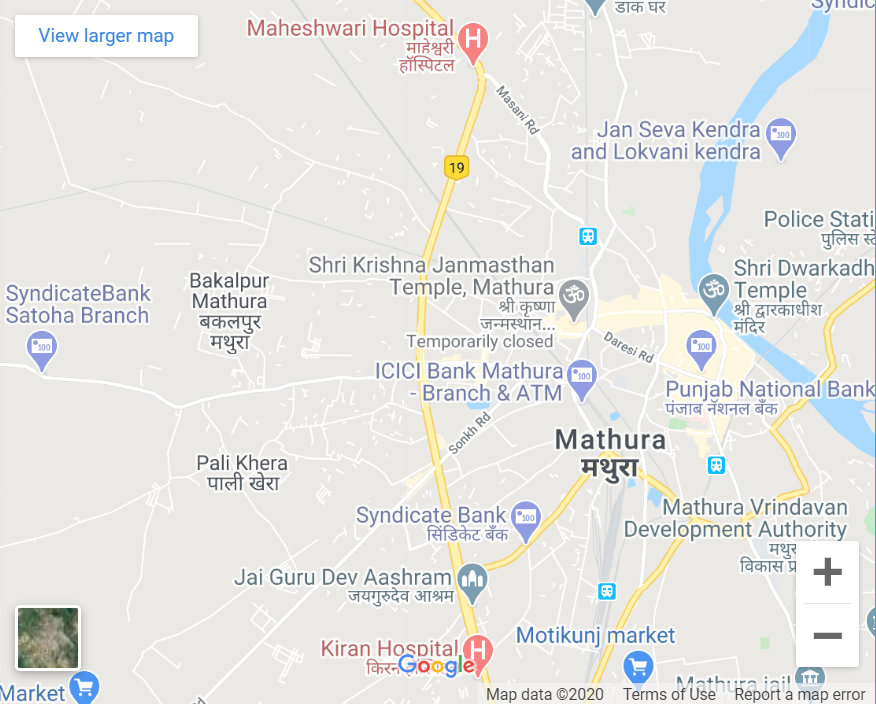 डाक घर
View larger map
Maheshwari Hospital
माहेश्वरी
हॉस्पिटल
Masani Rd
Jan Seva Kendra
and Lokvani kendra
19
Police Stati
Shri Krishna Janmasthan
Temple, Mathura
श्री कृष्णा
जन्मस्थान...
Temporarily closed
Shri Dwarkadh
Temple
श्री द्वारकाधीश
मंदिर
Bakalpur
Mathura
बकलपुर
मथुरा
SyndicateBank
Satoha Branch
Daresi Rd
ICICI Bank Mathura
- Branch & ATM
Punjab National Bank
पंजाब नॅशनल बँक
Sonkh Rd
Mathura
मथुरा
Pali Khera
पाली खेरा
Syndicate Bank
सिंडिकेट बँक
Mathura Vrindavan
Development Authority
Jai Guru Dev Aashram
जयगुरुदेव आश्रम
Motikunj market
Kiran Hospital
Google
Market
Mathura jail
Map data ©2020 Terms of Use Report a map error